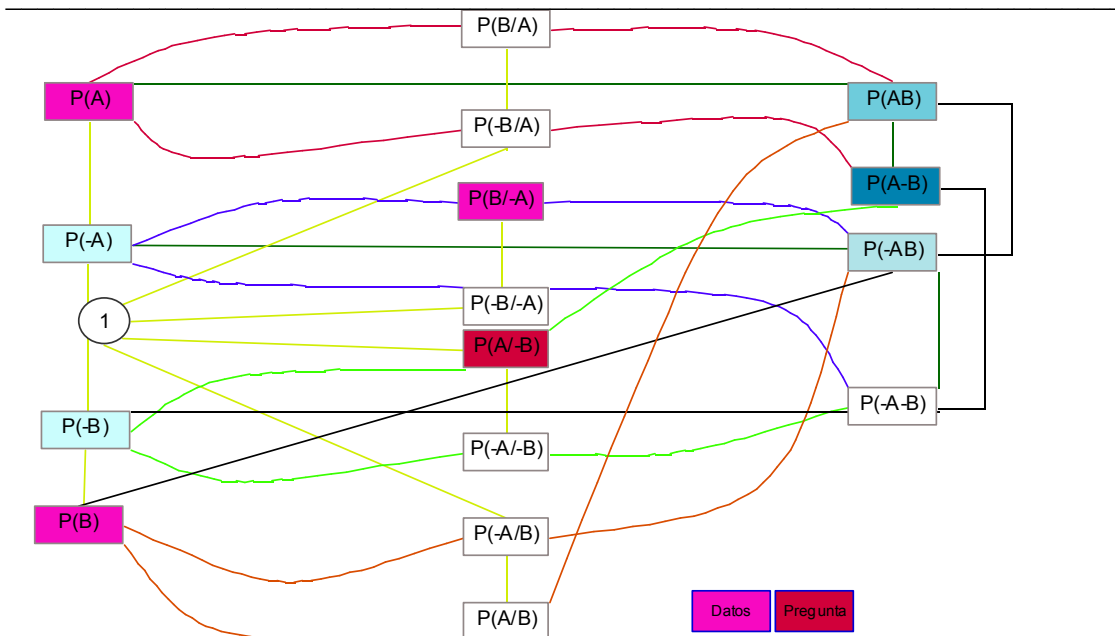 P(B/A)
P(A)
P(AB)
P(-B/A)
P(A-B)
P(B/-A)
P(-A)
P(-AB)
P(-B/-A)
1
P(A/-B)
P(-A-B)
P(-B)
P(-A/-B)
P(B)
P(-A/B)
P(A/B)
Datos
Pregunta